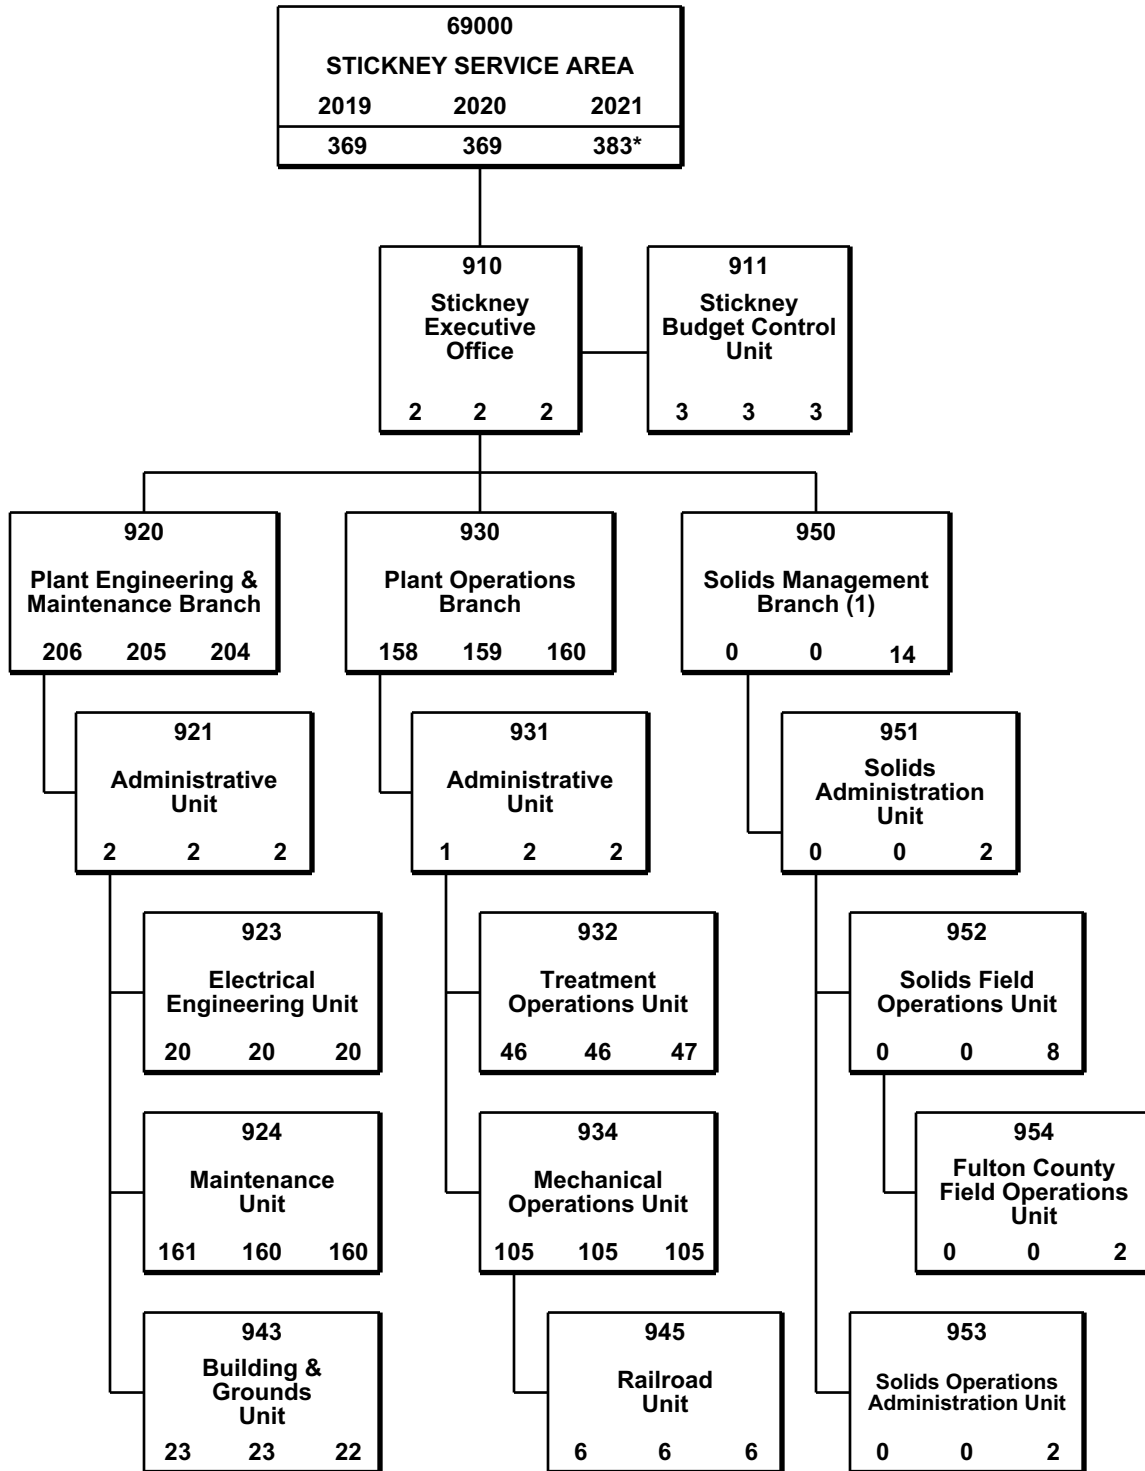 69000
STICKNEY SERVICE AREA
2019 2020 2021
369 369 383*
910
Stickney
Executive
Office
2 2 2
911
Stickney
Budget Control
Unit
3 3 3
920
Plant Engineering &
Maintenance Branch
206 205 204
930
Plant Operations
Branch
158 159 160
950
Solids Management
Branch (1)
0 0 14
921
Administrative
Unit
2 2 2
931
Administrative
Unit
1 2 2
951
Solids
Administration
Unit
0 0 2
923
Electrical
Engineering Unit
20 20 20
932
Treatment
Operations Unit
46 46 47
952
Solids Field
Operations Unit
0 0 8
924
Maintenance
Unit
161 160 160
934
Mechanical
Operations Unit
105 105 105
954
Fulton County
Field Operations
Unit
0 0 2
943
Building &
Grounds
Unit
23 23 22
945
Railroad
Unit
6 6 6
953
Solids Operations
Administration Unit
0 0 2